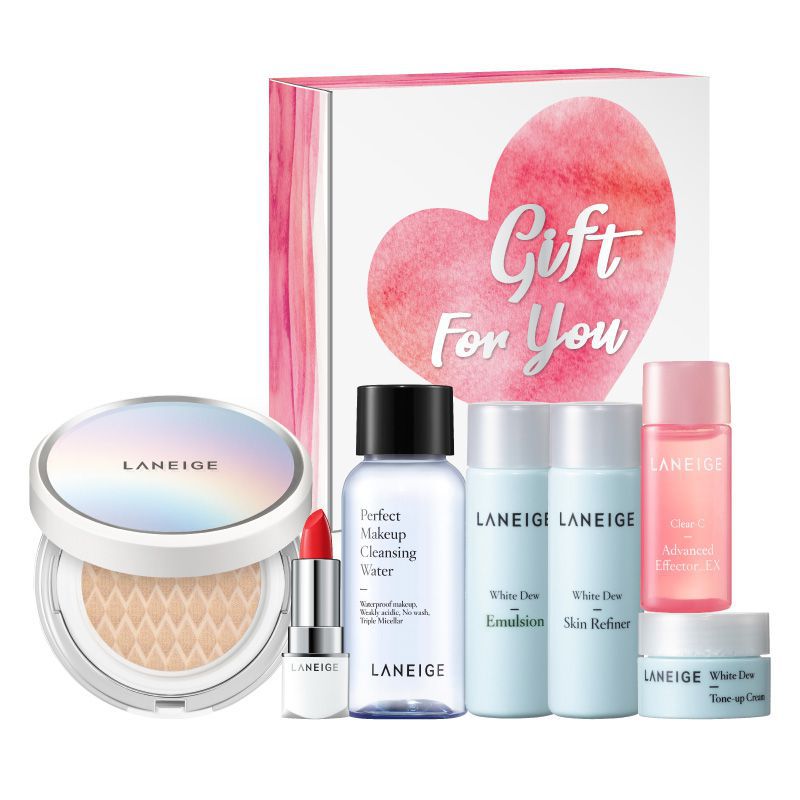 Gift
For You
LANEIGE
LANEIGE
Perfect
Makeup
Cleansing
Water
Waterproof makeup,
Weakly acidic, No wash,
Triple Micellar
LANEIGE
LANEIGE
White Dew
Emulsion
LANEIGE
White Dew
Skin Refiner
LANEIGE
Clear-C
Advanced
Effector_EX
LANEIGE
White Dew
Tone-up Cream